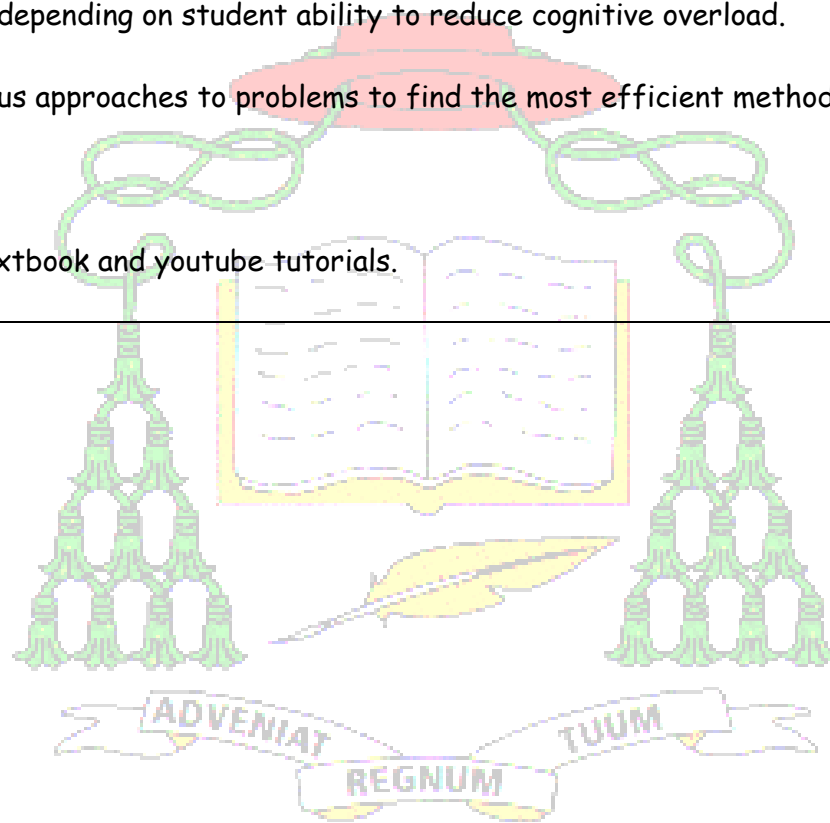 depending on student ability to reduce cognitive overload.
us approaches to problems to find the most efficient method
xtbook and youtube tutorials.
ADVENIAT
REGNUM
TUUM